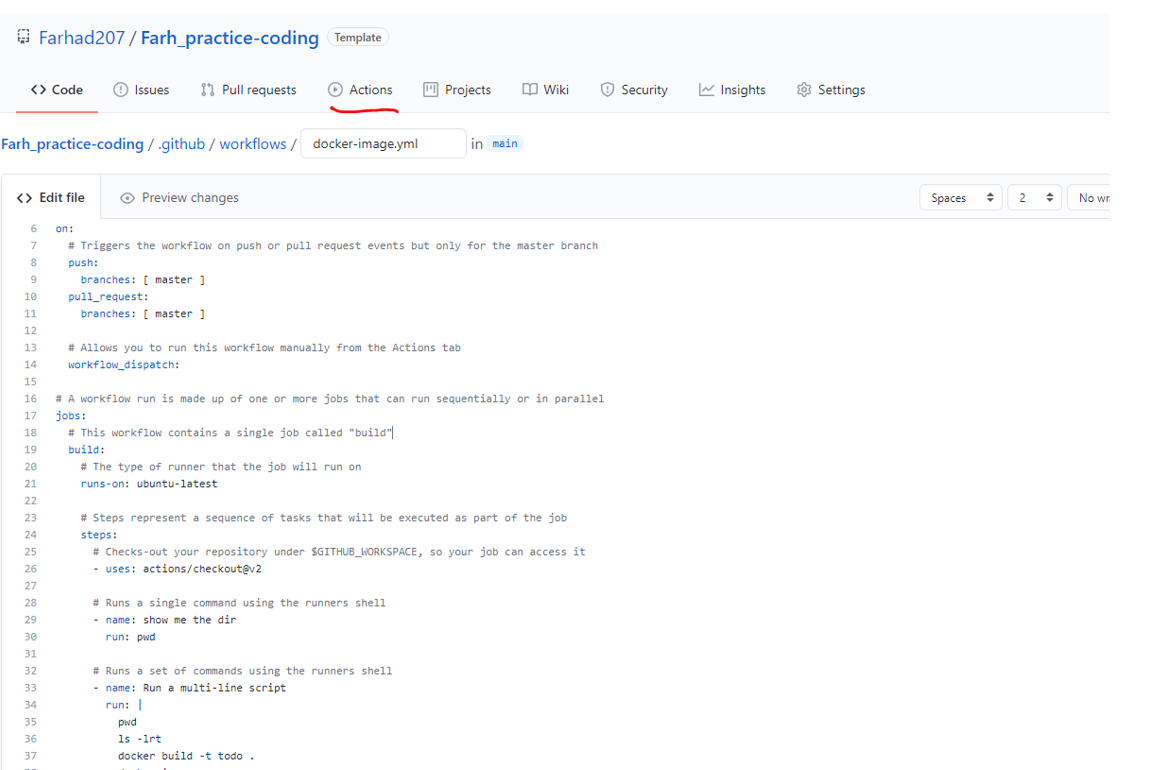 Farhad207 / Farh_practice-coding Template
Code Issues Pull requests Actions Projects Wiki Security Insights Settings
Farh_practice-coding / .github / workflows / docker-image.yml in main
Edit file Preview changes Spaces 2 No
6 on:
7 # Triggers the workflow on push or pull request events but only for the master branch
8 push:
9 branches: [ master ]
10 pull_request:
11 branches: [ master ]
12
13 # Allows you to run this workflow manually from the Actions tab
14 workflow_dispatch:
15
16 # A workflow run is made up of one or more jobs that can run sequentially or in parallel
17 jobs:
18 # This workflow contains a single job called "build"
19 build:
20 # The type of runner that the job will run on
21 runs-on: ubuntu-latest
22
23 # Steps represent a sequence of tasks that will be executed as part of the job
24 steps:
25 # Checks-out your repository under $GITHUB_WORKSPACE, so your job can access it
26 - uses: actions/checkout@v2
27
28 # Runs a single command using the runners shell
29 - name: show me the dir
30 run: pwd
31
32 # Runs a set of commands using the runners shell
33 - name: Run a multi-line script
34 run: |
35 pwd
36 ls -lrt
37 docker build -t todo .